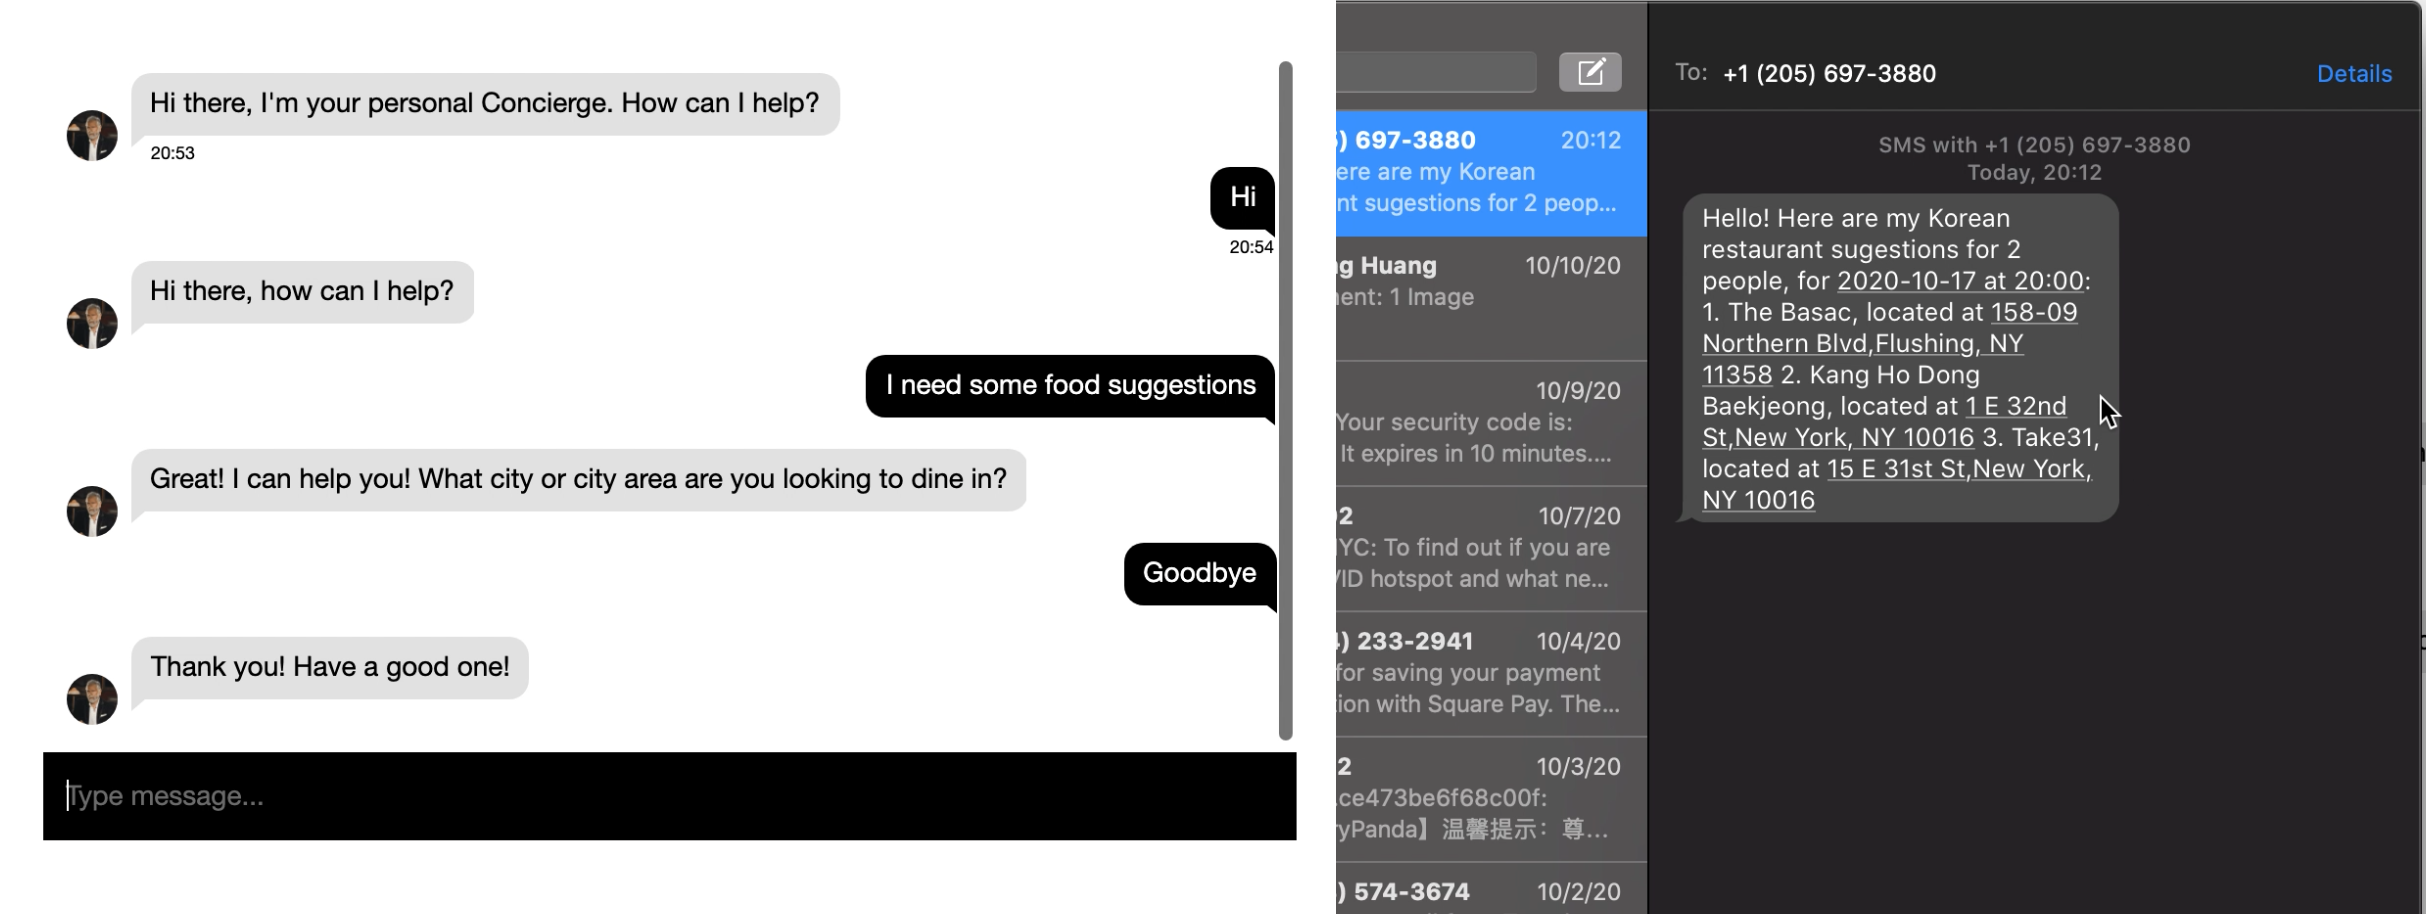 Hi there, I'm your personal Concierge. How can I help?
20:53
Hi
20:54
Hi there, how can I help?
I need some food suggestions
Great! I can help you! What city or city area are you looking to dine in?
Goodbye
Thank you! Have a good one!
Type message...
) 697-3880 20:12
ere are my Korean
nt sugestions for 2 peop...
g Huang 10/10/20
ent: 1 Image
10/9/20
Your security code is:
It expires in 10 minutes....
2 10/7/20
YC: To find out if you are
VID hotspot and what ne...
) 233-2941 10/4/20
for saving your payment
tion with Square Pay. The...
2 10/3/20
.ce473be6f68c00f:
ryPanda】温馨提示：尊...
) 574-3674 10/2/20
To: +1 (205) 697-3880 Details
SMS with +1 (205) 697-3880
Today, 20:12
Hello! Here are my Korean
restaurant sugestions for 2
people, for 2020-10-17 at 20:00:
1. The Basac, located at 158-09
Northern Blvd,Flushing, NY
11358 2. Kang Ho Dong
Baekjeong, located at 1 E 32nd
St,New York, NY 10016 3. Take31,
located at 15 E 31st St,New York,
NY 10016